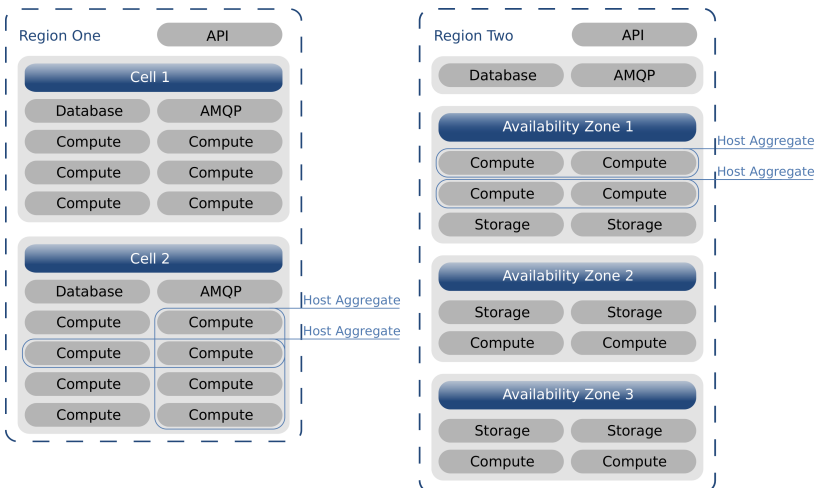 Region One
API
Cell 1
Database AMQP
Compute Compute
Compute Compute
Compute Compute
Cell 2
Database AMQP
Compute Compute
Compute Compute
Compute Compute
Compute Compute
Host Aggregate
Host Aggregate
Region Two
API
Database AMQP
Availability Zone 1
Compute Compute
Compute Compute
Storage Storage
Host Aggregate
Host Aggregate
Availability Zone 2
Storage Storage
Compute Compute
Availability Zone 3
Storage Storage
Compute Compute